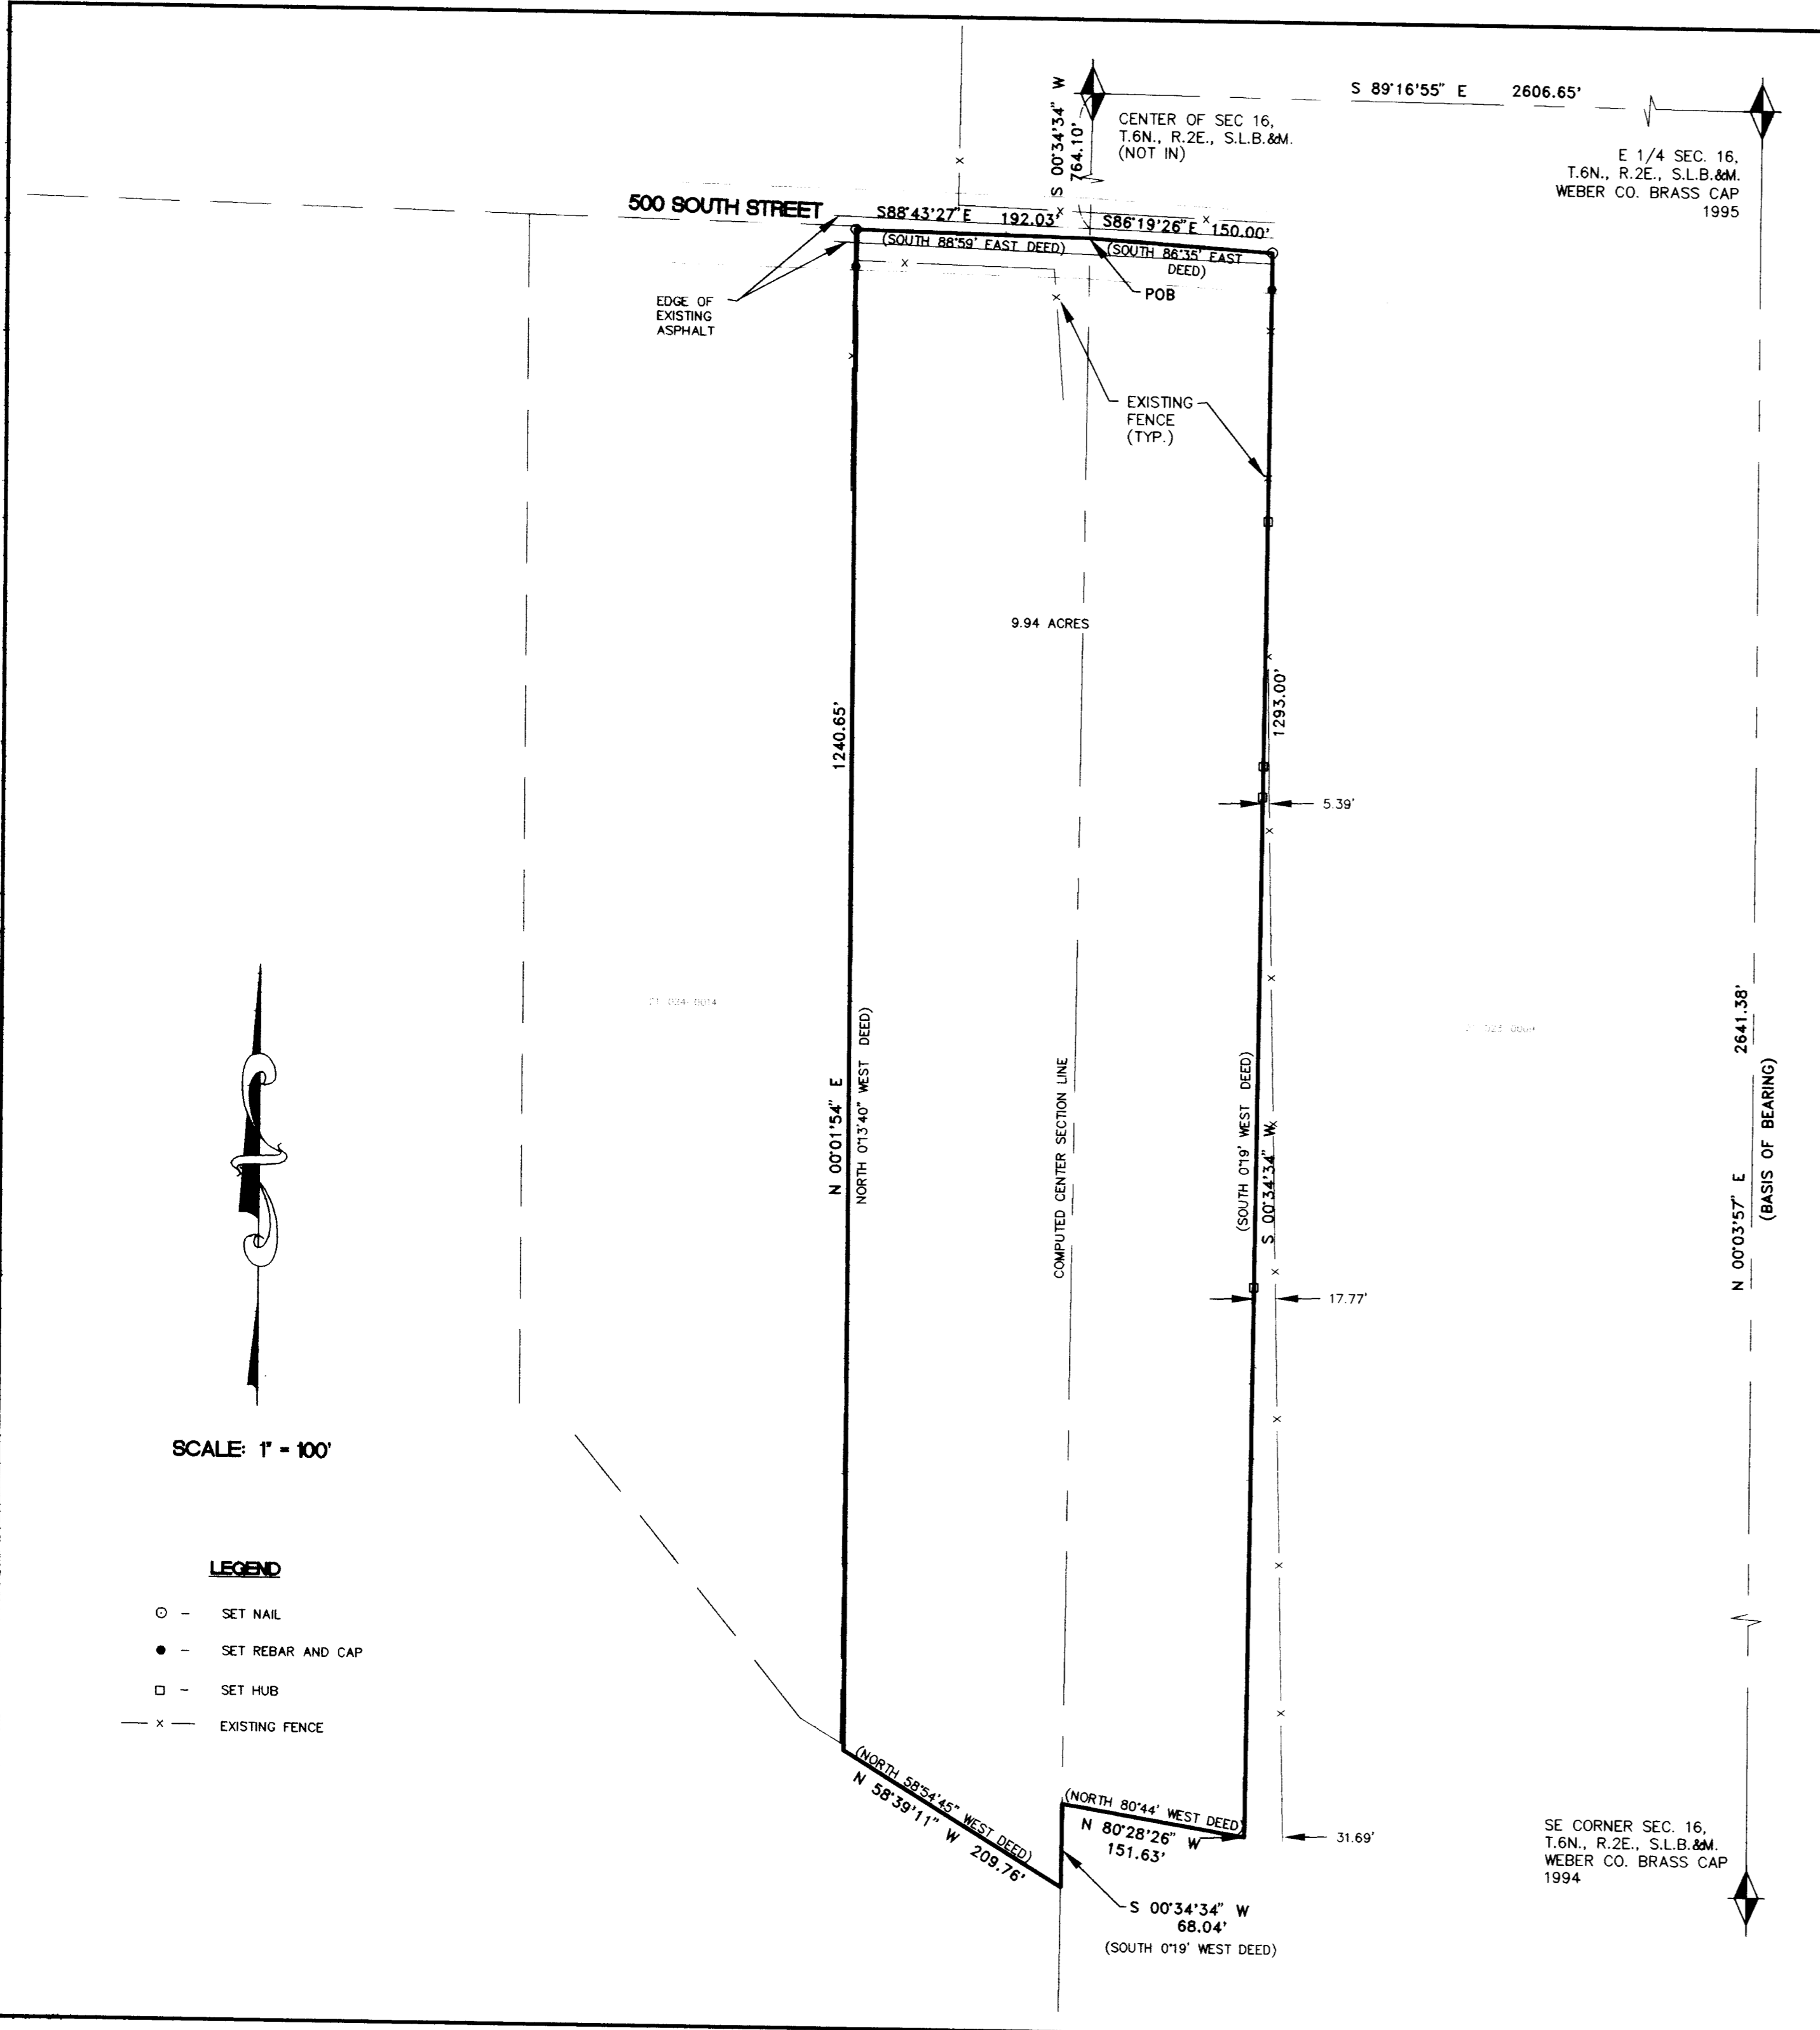 S 89°16'55" E 2606.65'
S 00°34'34" W
764.10'
CENTER OF SEC 16,
T.6N., R.2E., S.L.B.&M.
(NOT IN)
E 1/4 SEC. 16,
T.6N., R.2E., S.L.B.&M.
WEBER CO. BRASS CAP
1995
500 SOUTH STREET
S88°43'27"E 192.03'
S86°19'26"E 150.00'
(SOUTH 88°59' EAST DEED)
(SOUTH 86°35' EAST
DEED)
POB
EDGE OF
EXISTING
ASPHALT
EXISTING
FENCE
(TYP.)
9.94 ACRES
1240.65'
1293.00'
5.39'
N 00°01'54" E
NORTH 0°13'40" WEST DEED)
COMPUTED CENTER SECTION LINE
(SOUTH 0°19' WEST DEED)
S 00°34'34" W
2641.38'
N 00°03'57" E
(BASIS OF BEARING)
17.77'
SCALE: 1" = 100'
LEGEND
⊙ - SET NAIL
● - SET REBAR AND CAP
□ - SET HUB
— x — EXISTING FENCE
(NORTH 58°54'45" WEST DEED)
N 58°39'11" W 209.76'
(NORTH 80°44' WEST DEED)
N 80°28'26" W
151.63'
31.69'
S 00°34'34" W
68.04'
(SOUTH 0°19' WEST DEED)
SE CORNER SEC. 16,
T.6N., R.2E., S.L.B.&M.
WEBER CO. BRASS CAP
1994